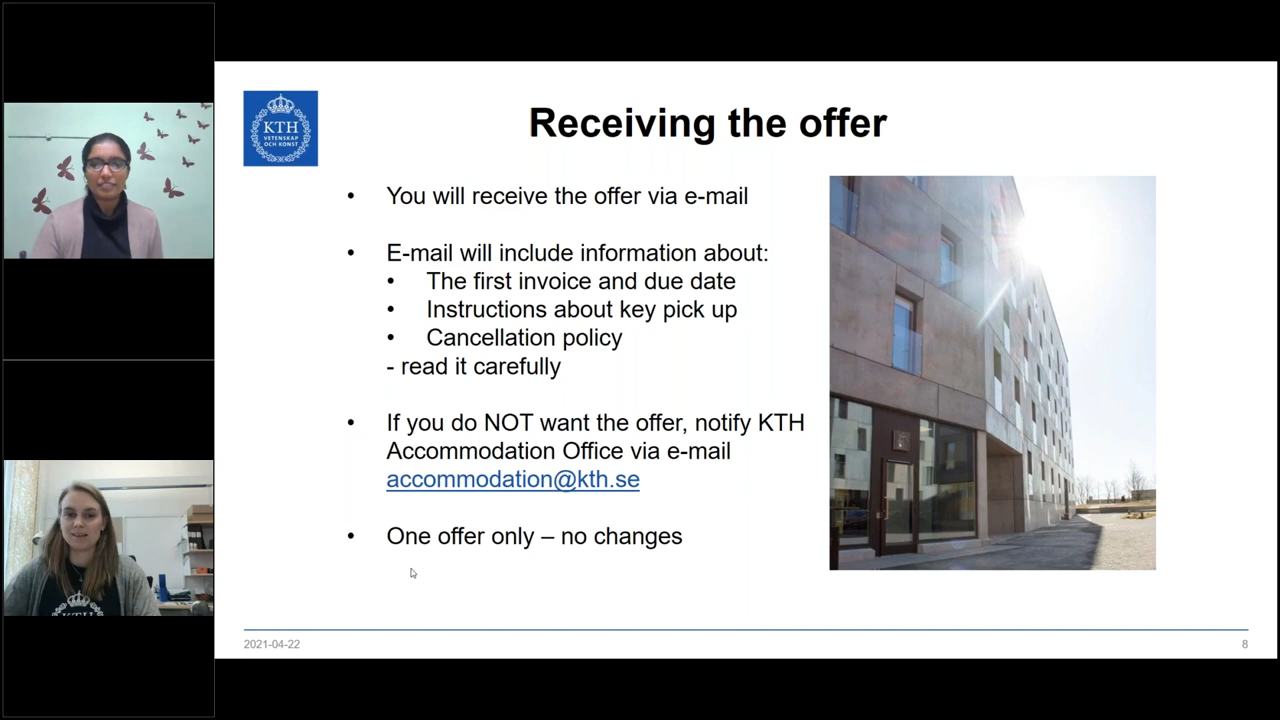 KTH
VETENSKAP
OCH KONST
Receiving the offer
• You will receive the offer via e-mail
• E-mail will include information about:
• The first invoice and due date
• Instructions about key pick up
• Cancellation policy
- read it carefully
• If you do NOT want the offer, notify KTH
Accommodation Office via e-mail
accommodation@kth.se
• One offer only – no changes
2021-04-22
8
KTH